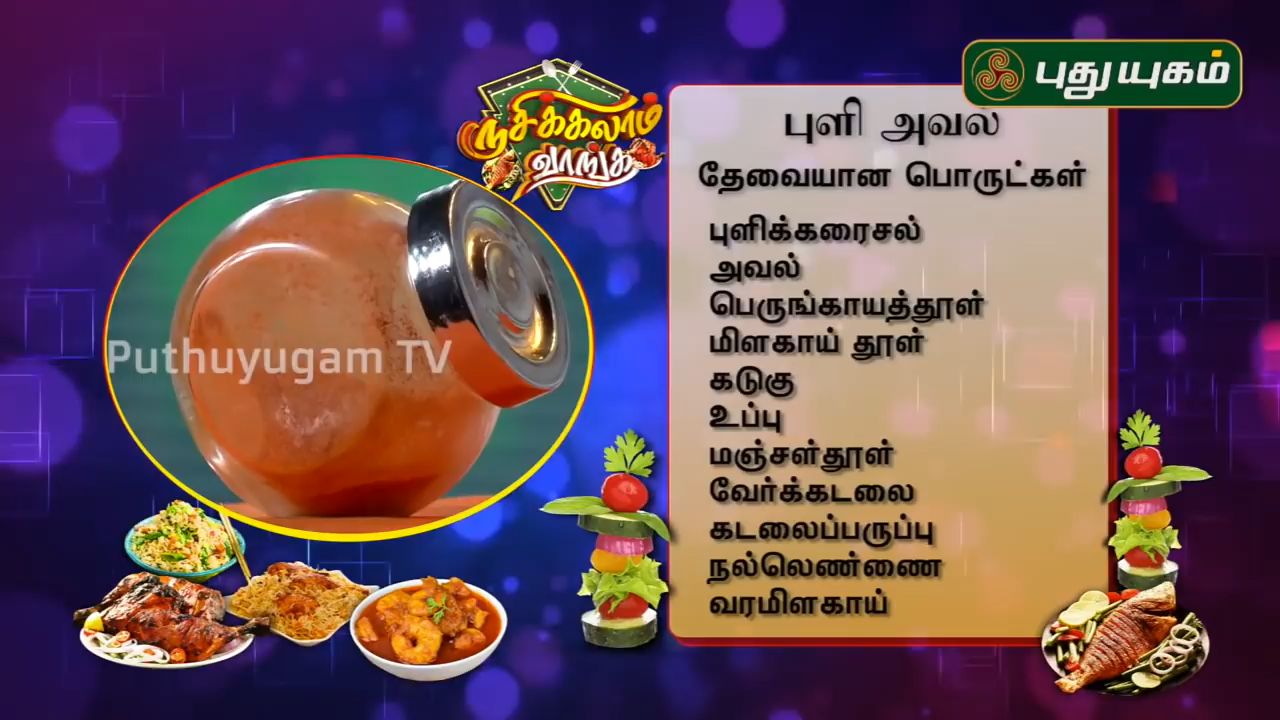 புதுயுகம்
ருசிக்கலாம்
வாங்க
புளி அவல்
தேவையான பொருட்கள்
புளிக்கரைசல்
அவல்
பெருங்காயத்தூள்
மிளகாய் தூள்
கடுகு
உப்பு
மஞ்சள்தூள்
வேர்க்கடலை
கடலைப்பருப்பு
நல்லெண்ணை
வரமிளகாய்
Puthuyugam TV